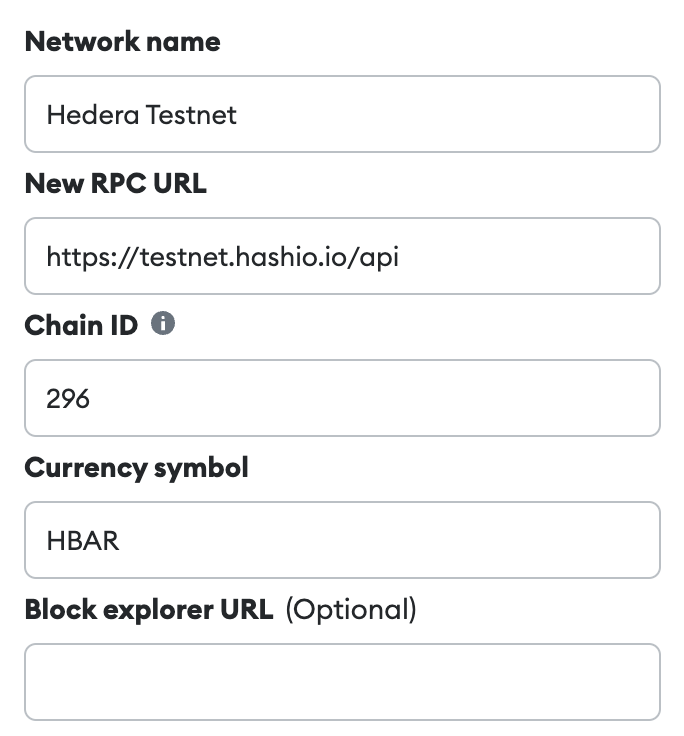 Network name
Hedera Testnet
New RPC URL
https://testnet.hashio.io/api
Chain ID
296
Currency symbol
HBAR
Block explorer URL (Optional)